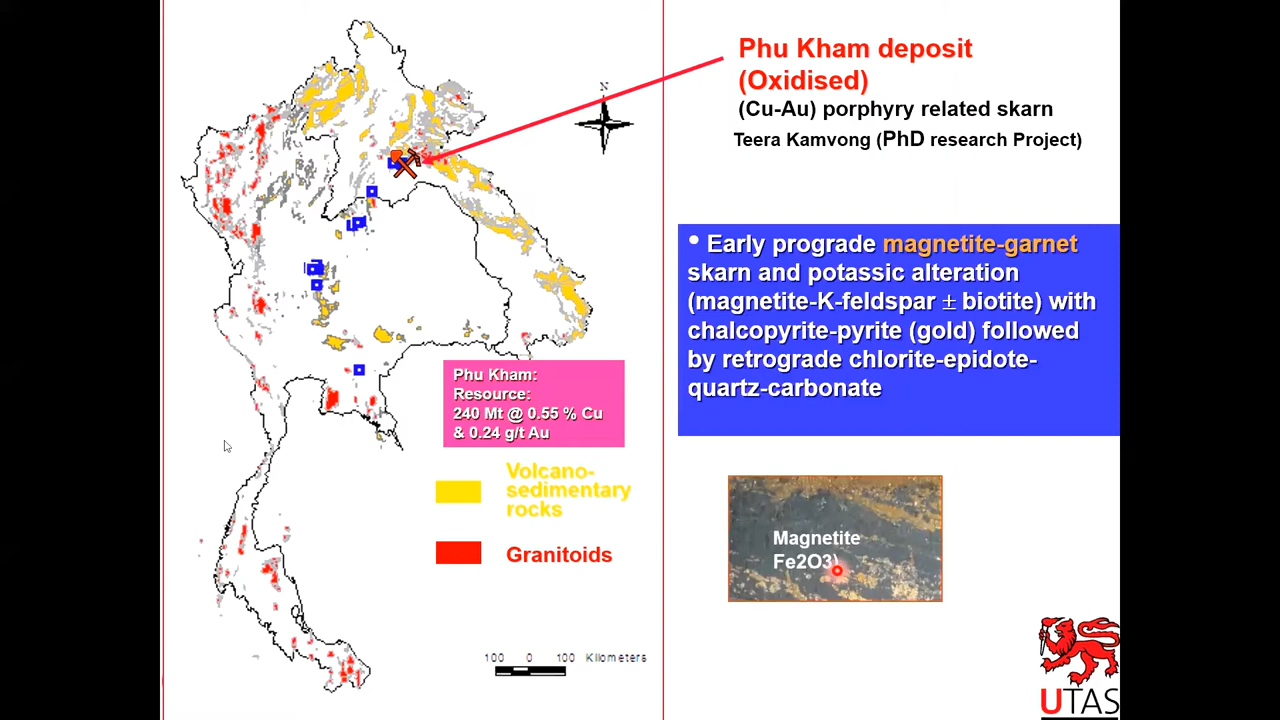 Phu Kham deposit
(Oxidised)
(Cu-Au) porphyry related skarn
Teera Kamvong (PhD research Project)
N
• Early prograde magnetite-garnet
skarn and potassic alteration
(magnetite-K-feldspar ± biotite) with
chalcopyrite-pyrite (gold) followed
by retrograde chlorite-epidote-
quartz-carbonate
Phu Kham:
Resource:
240 Mt @ 0.55 % Cu
& 0.24 g/t Au
Volcano-
sedimentary
rocks
Granitoids
Magnetite
Fe2O3)
100 0 100 Kilometers
UTAS